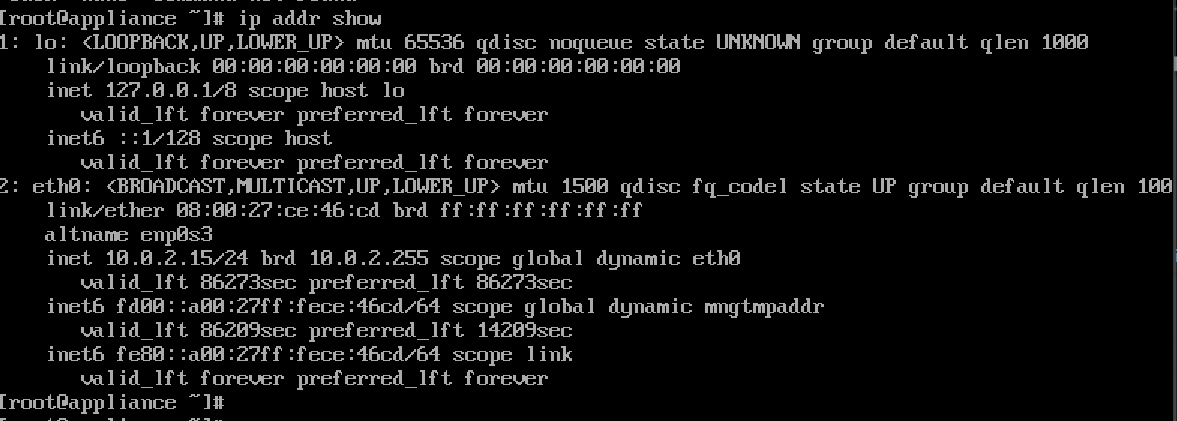 [root@appliance ~]# ip addr show
1: lo: <LOOPBACK,UP,LOWER_UP> mtu 65536 qdisc noqueue state UNKNOWN group default qlen 1000
    link/loopback 00:00:00:00:00:00 brd 00:00:00:00:00:00
    inet 127.0.0.1/8 scope host lo
       valid_lft forever preferred_lft forever
    inet6 ::1/128 scope host
       valid_lft forever preferred_lft forever
2: eth0: <BROADCAST,MULTICAST,UP,LOWER_UP> mtu 1500 qdisc fq_codel state UP group default qlen 100
    link/ether 08:00:27:ce:46:cd brd ff:ff:ff:ff:ff:ff
    altname enp0s3
    inet 10.0.2.15/24 brd 10.0.2.255 scope global dynamic eth0
       valid_lft 86273sec preferred_lft 86273sec
    inet6 fd00::a00:27ff:fece:46cd/64 scope global dynamic mngtmpaddr
       valid_lft 86209sec preferred_lft 14209sec
    inet6 fe80::a00:27ff:fece:46cd/64 scope link
       valid_lft forever preferred_lft forever
[root@appliance ~]#